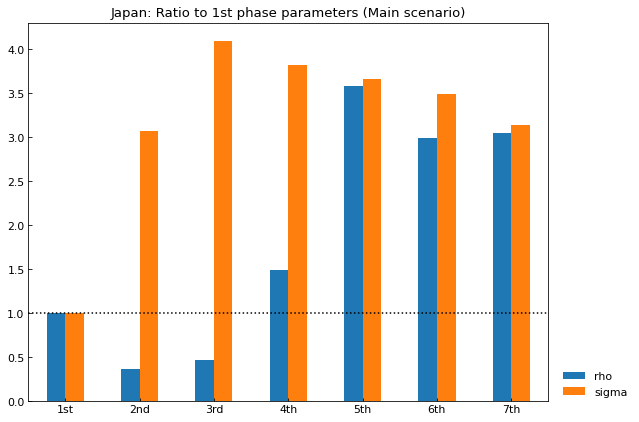 Japan: Ratio to 1st phase parameters (Main scenario)
4.0
3.5
3.0
2.5
2.0
1.5
1.0
0.5
0.0
1st 2nd 3rd 4th 5th 6th 7th
rho
sigma